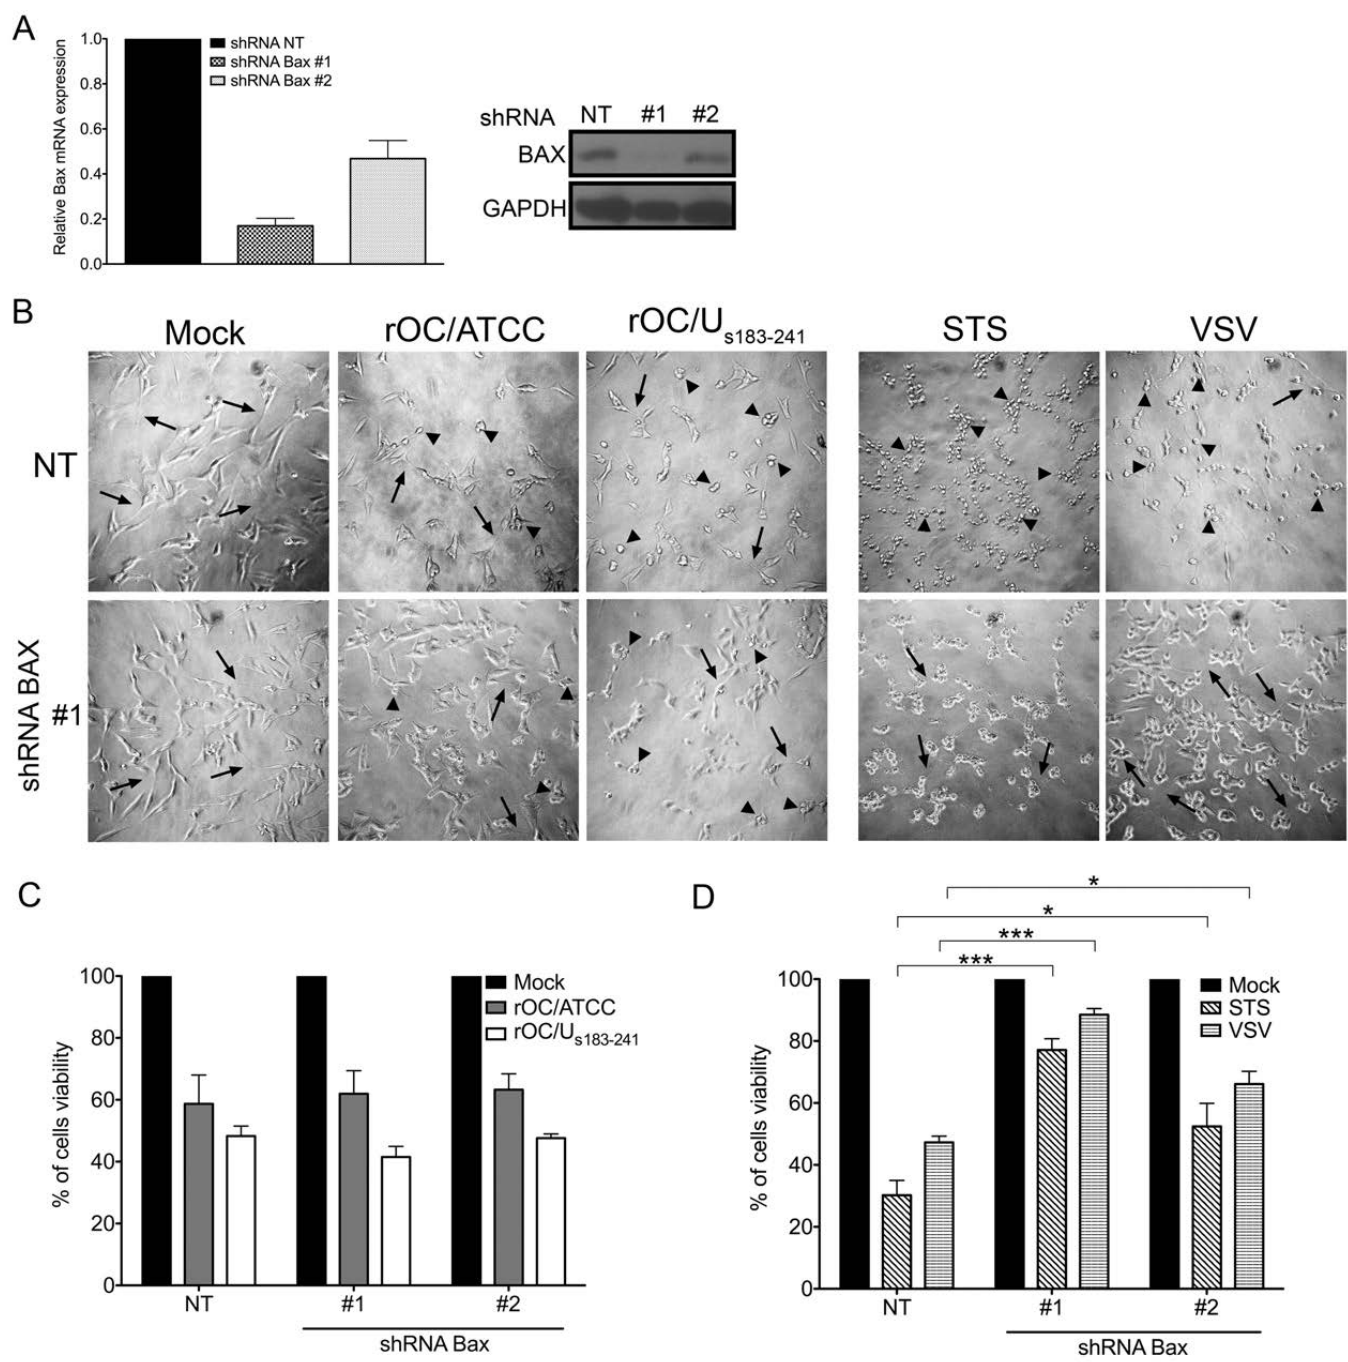 A
1.0
0.8
0.6
0.4
0.2
0.0
Relative Bax mRNA expression
shRNA NT
shRNA Bax #1
shRNA Bax #2
shRNA NT #1 #2
BAX
GAPDH
B
Mock rOC/ATCC rOC/Us183-241 STS VSV
NT
shRNA BAX
#1
C
100
80
60
40
20
0
% of cells viability
Mock
rOC/ATCC
rOC/Us183-241
NT #1 #2
shRNA Bax
D
*
*
***
***
100
80
60
40
20
0
% of cells viability
Mock
STS
VSV
NT #1 #2
shRNA Bax